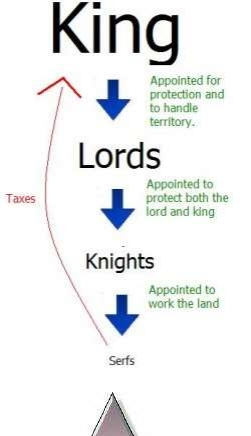 King
Appointed for
protection and
to handle
territory.
Lords
Taxes
Appointed to
protect both the
lord and king
Knights
Appointed to
work the land
Serfs